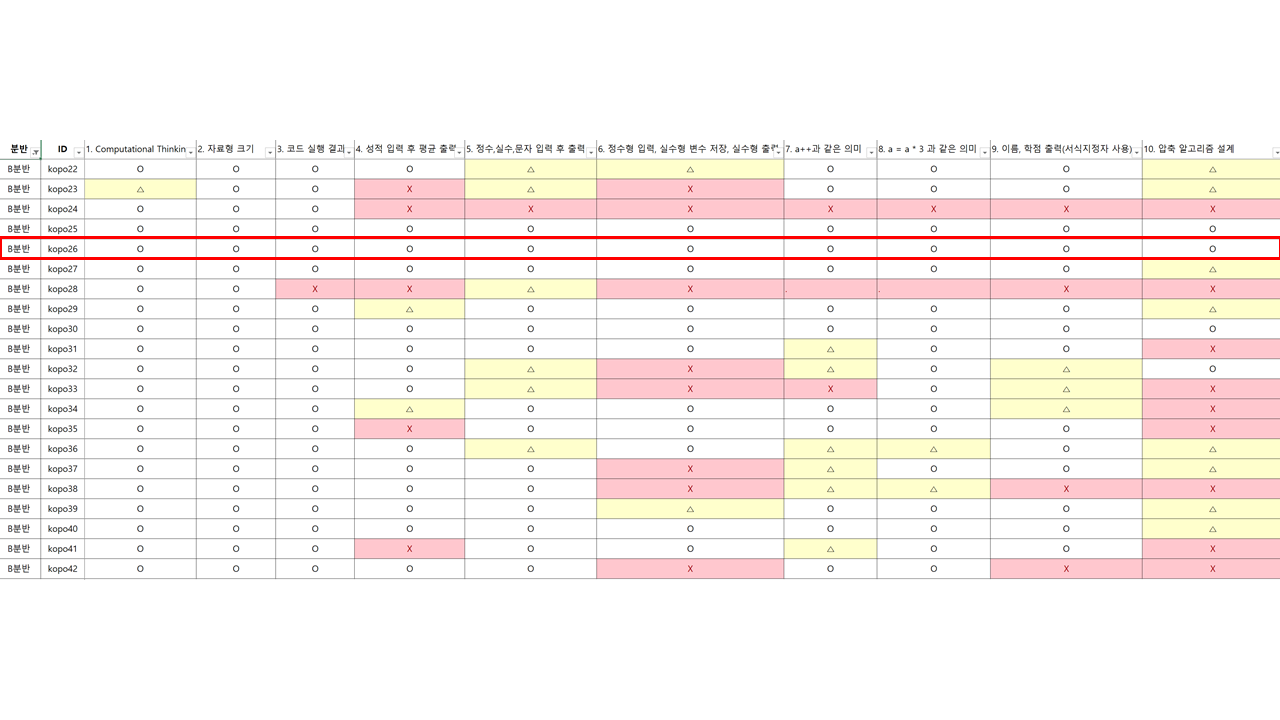 분반 ID 1. Computational Thinkin 2. 자료형 크기 3. 코드 실행 결과 4. 성적 입력 후 평균 출력 5. 정수,실수,문자 입력 후 출력 6. 정수형 입력, 실수형 변수 저장, 실수형 출력 7. a++과 같은 의미 8. a = a * 3 과 같은 의미 9. 이름, 학점 출력(서식지정자 사용) 10. 압축 알고리즘 설계
B분반 kopo22 O O O O △ △ O O O △
B분반 kopo23 △ O O X △ X O O O △
B분반 kopo24 O O O X X X X X X X
B분반 kopo25 O O O O O O O O O O
B분반 kopo26 O O O O O O O O O O
B분반 kopo27 O O O O O O O O O △
B분반 kopo28 O O X X △ X . . X X
B분반 kopo29 O O O △ O O O O O △
B분반 kopo30 O O O O O O O O O O
B분반 kopo31 O O O O O O △ O O X
B분반 kopo32 O O O O △ X △ O △ O
B분반 kopo33 O O O O △ X X O △ X
B분반 kopo34 O O O △ O O O O △ X
B분반 kopo35 O O O X O O O O O X
B분반 kopo36 O O O O △ O △ △ O △
B분반 kopo37 O O O O O X △ O O △
B분반 kopo38 O O O O O X △ △ X X
B분반 kopo39 O O O O O △ O O O △
B분반 kopo40 O O O O O O O O O △
B분반 kopo41 O O O X O O △ O O X
B분반 kopo42 O O O O O X O O X X